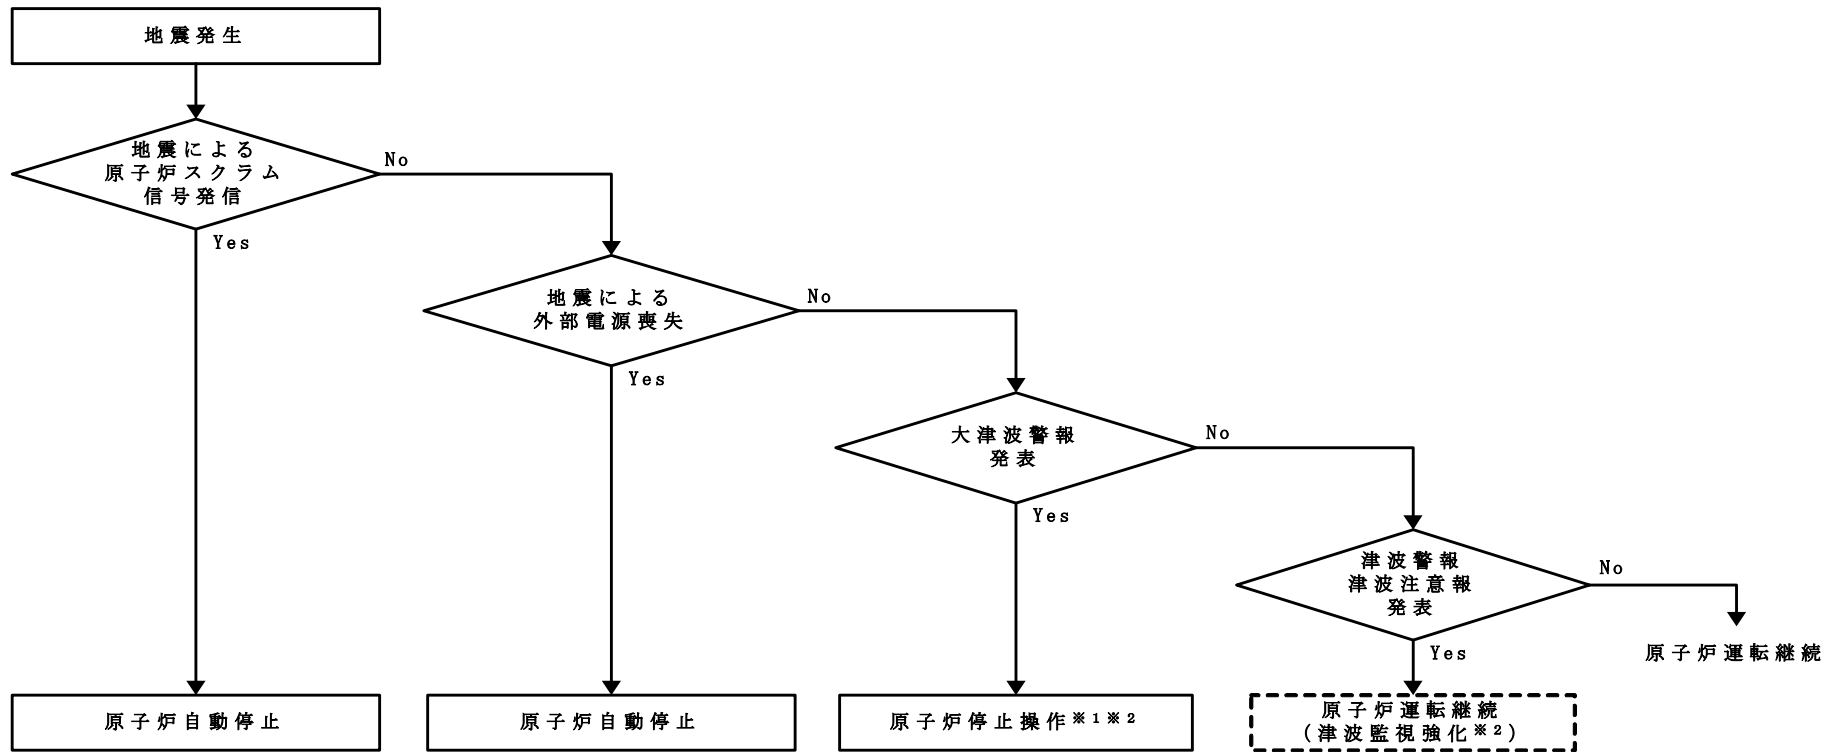 地震発生
地震による
原子炉スクラム
信号発信
No
Yes
地震による
外部電源喪失
No
Yes
大津波警報
発表
No
Yes
津波警報
津波注意報
発表
No
Yes
原子炉運転継続
原子炉自動停止
原子炉自動停止
原子炉停止操作※1※2
原子炉運転継続
(津波監視強化※2)